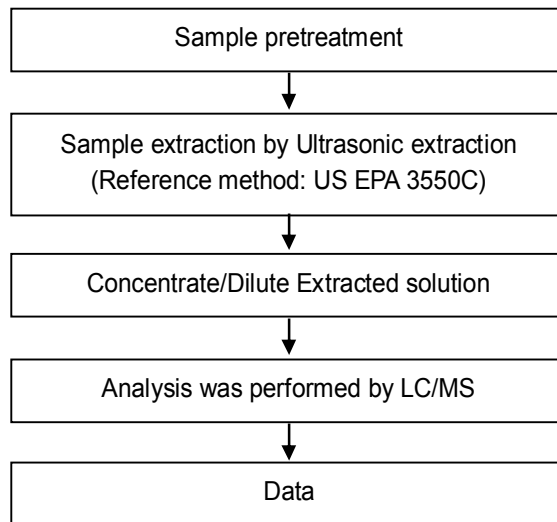 Sample pretreatment
Sample extraction by Ultrasonic extraction
(Reference method: US EPA 3550C)
Concentrate/Dilute Extracted solution
Analysis was performed by LC/MS
Data